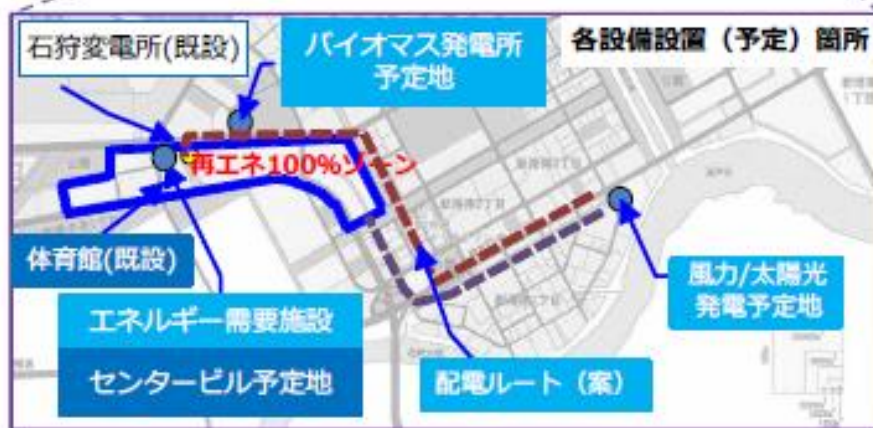 石狩変電所(既設)
バイオマス発電所
予定地
各設備設置（予定）箇所
再エネ100%ゾーン
体育館(既設)
エネルギー需要施設
センタービル予定地
配電ルート（案）
風力/太陽光
発電予定地